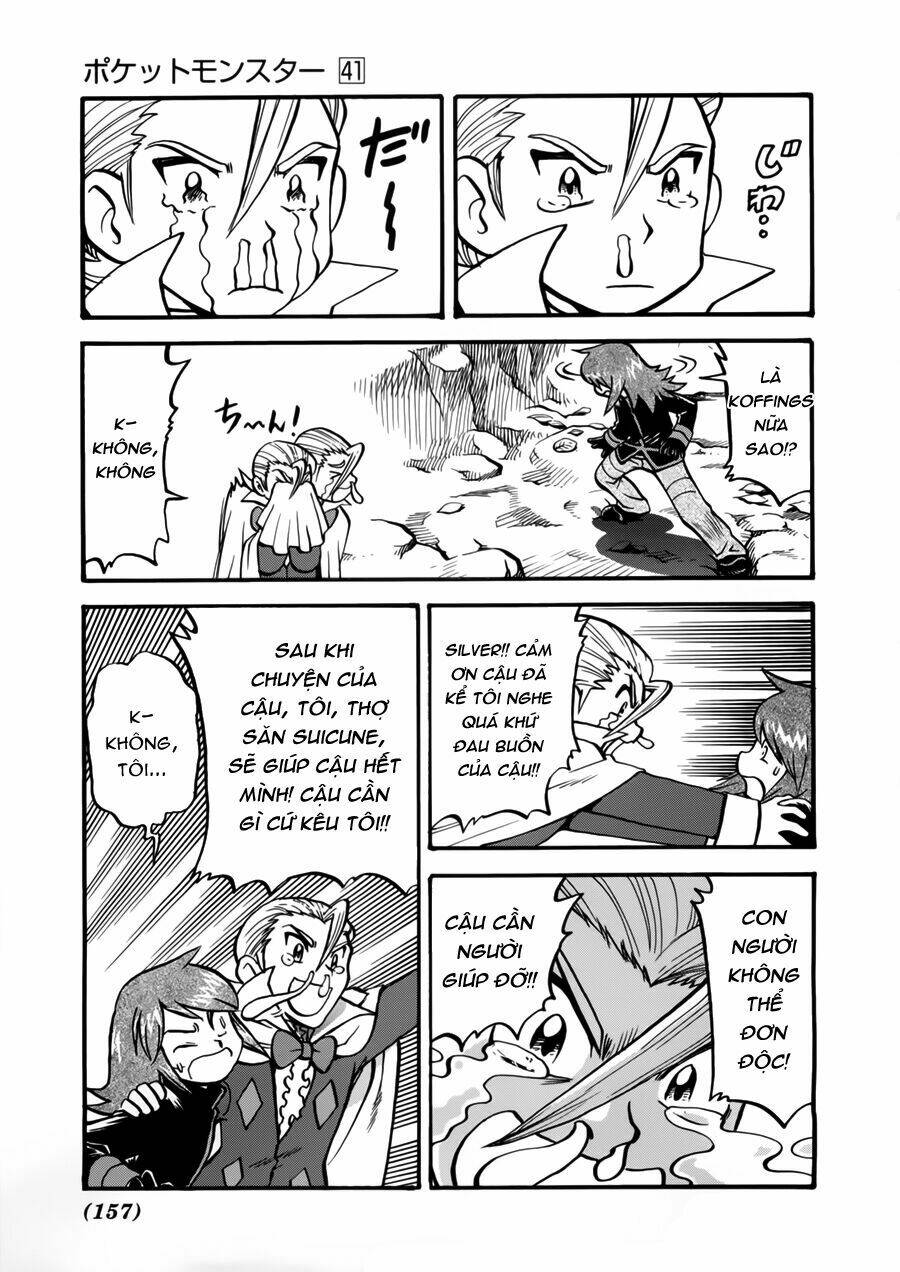 ポケットモンスター 41
じわ・・
だ〜
LÀ
KOFFINGS
NỮA
SAO!?
ち〜ん!
K-
KHÔNG,
KHÔNG
SILVER!! CẢM
ƠN CẬU ĐÃ
KỂ TÔI NGHE
QUÁ KHỨ
ĐAU BUỒN
CỦA CẬU!!
CON
NGƯỜI
KHÔNG
THỂ
ĐƠN
ĐỘC!
CẬU CẦN
NGƯỜI
GIÚP ĐỠ!!
SAU KHI
CHUYỆN CỦA
CẬU, TÔI, THỢ
SĂN SUICUNE,
SẼ GIÚP CẬU HẾT
MÌNH! CẬU CẦN
GÌ CỨ KÊU TÔI!!
K-
KHÔNG,
TÔI...
(157)